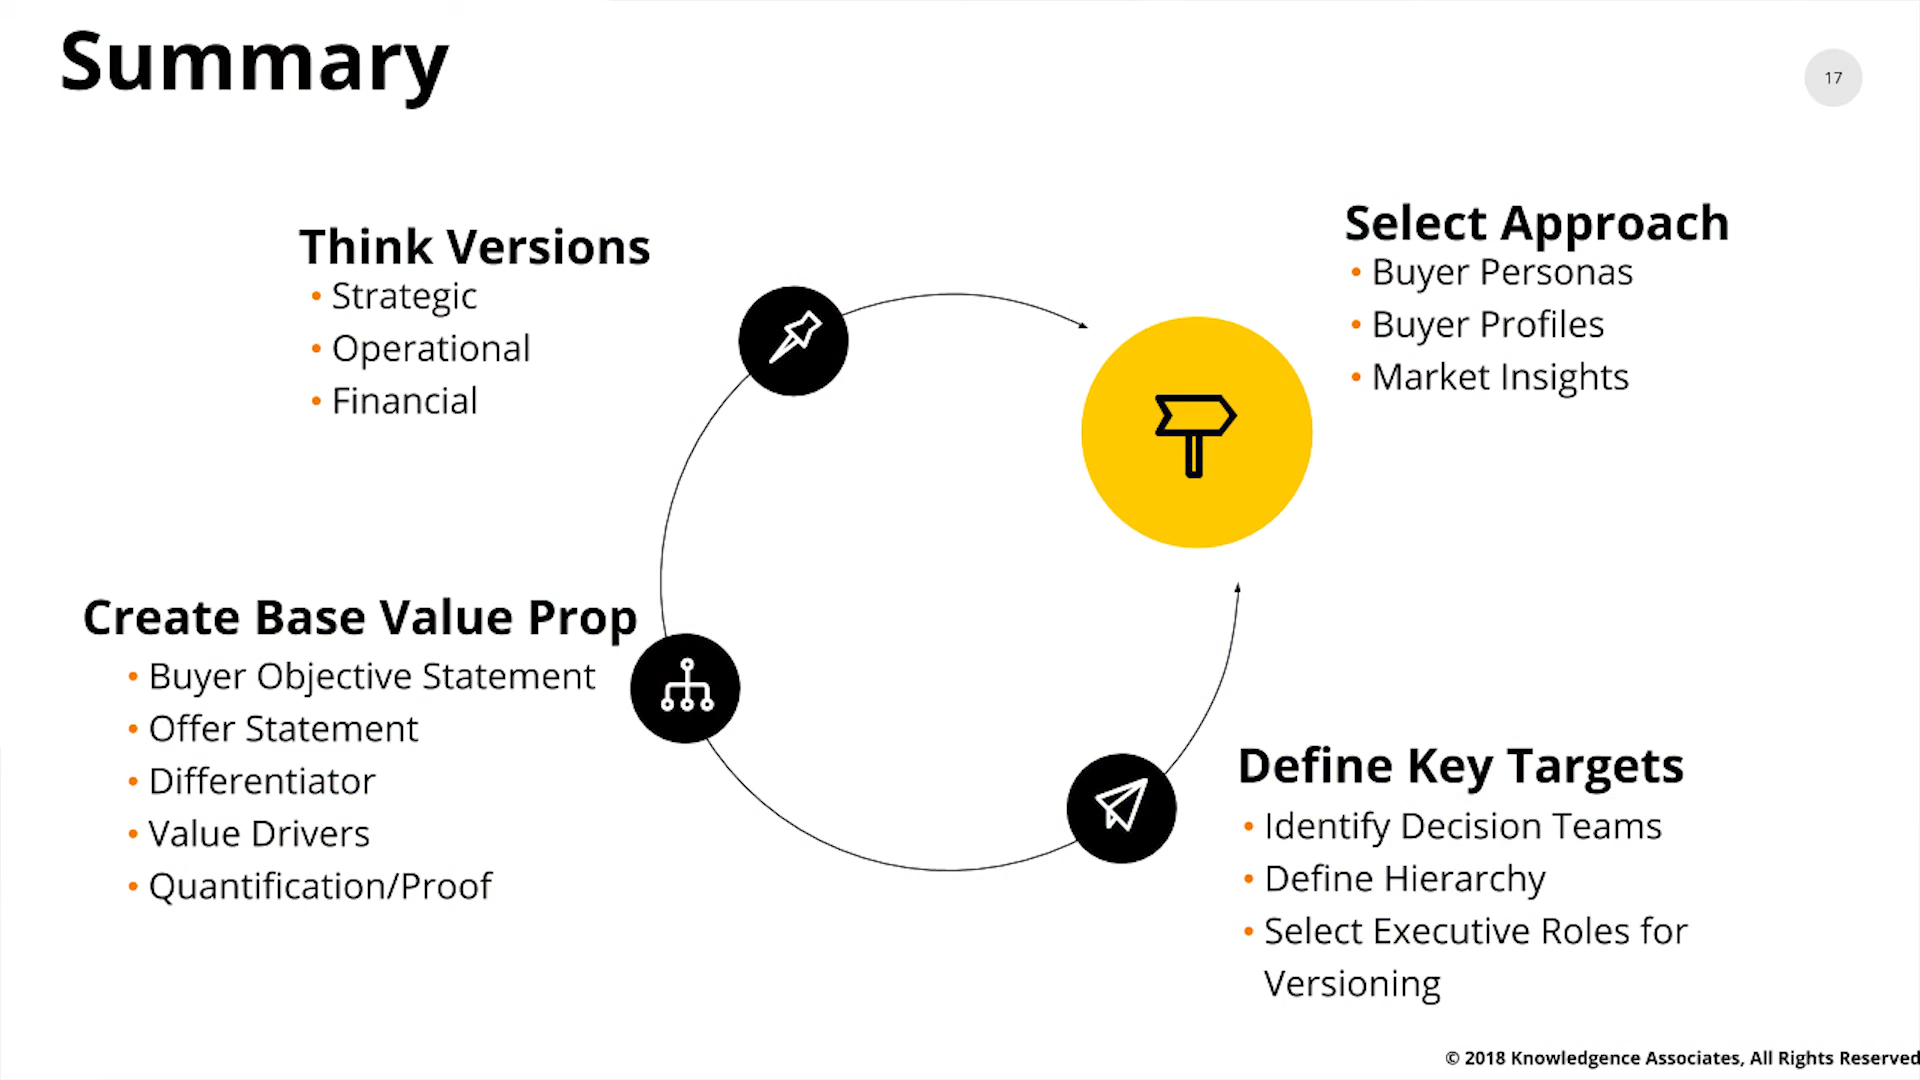 Summary
17
Think Versions
• Strategic
• Operational
• Financial
Select Approach
• Buyer Personas
• Buyer Profiles
• Market Insights
Create Base Value Prop
• Buyer Objective Statement
• Offer Statement
• Differentiator
• Value Drivers
• Quantification/Proof
Define Key Targets
• Identify Decision Teams
• Define Hierarchy
• Select Executive Roles for
Versioning
© 2018 Knowledgence Associates, All Rights Reserved